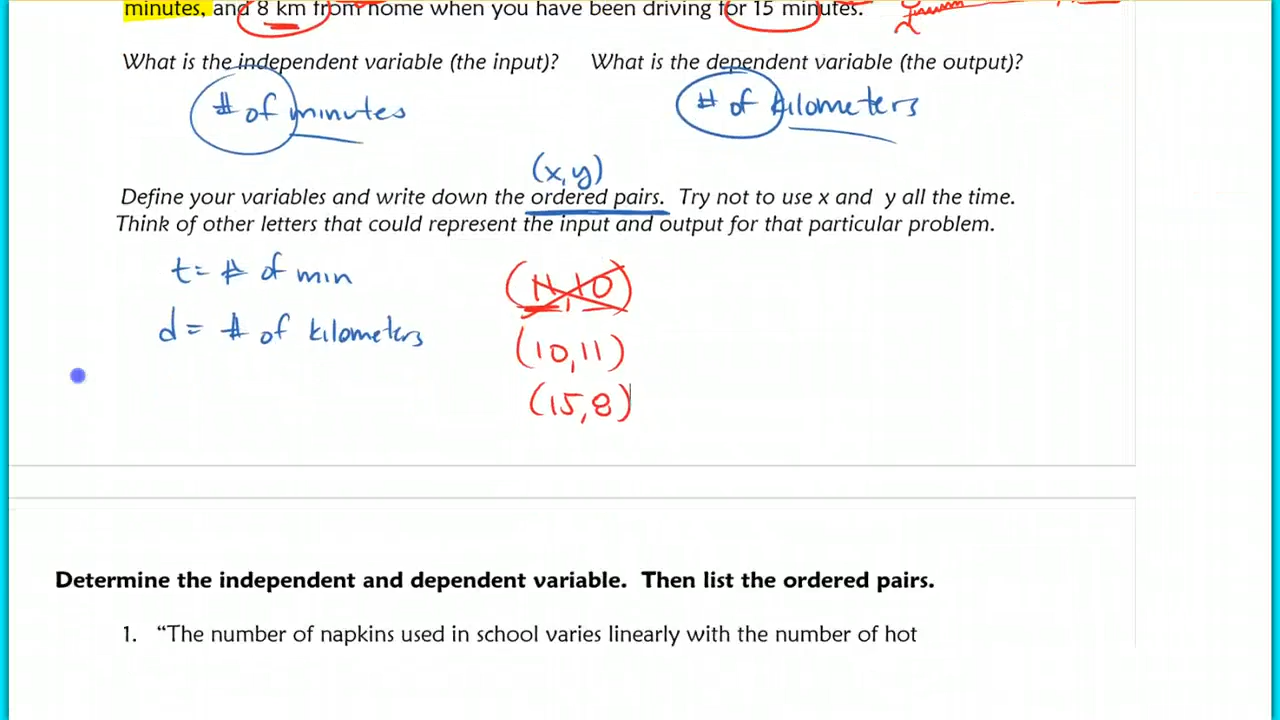 minutes, and 8 km from home when you have been driving for 15 minutes.
What is the independent variable (the input)? What is the dependent variable (the output)?
# of minutes # of kilometers
(x,y)
Define your variables and write down the ordered pairs. Try not to use x and y all the time.
Think of other letters that could represent the input and output for that particular problem.
t= # of min (11,10)
d= # of kilometers (10,11)
(15,8)
Determine the independent and dependent variable. Then list the ordered pairs.
1. “The number of napkins used in school varies linearly with the number of hot